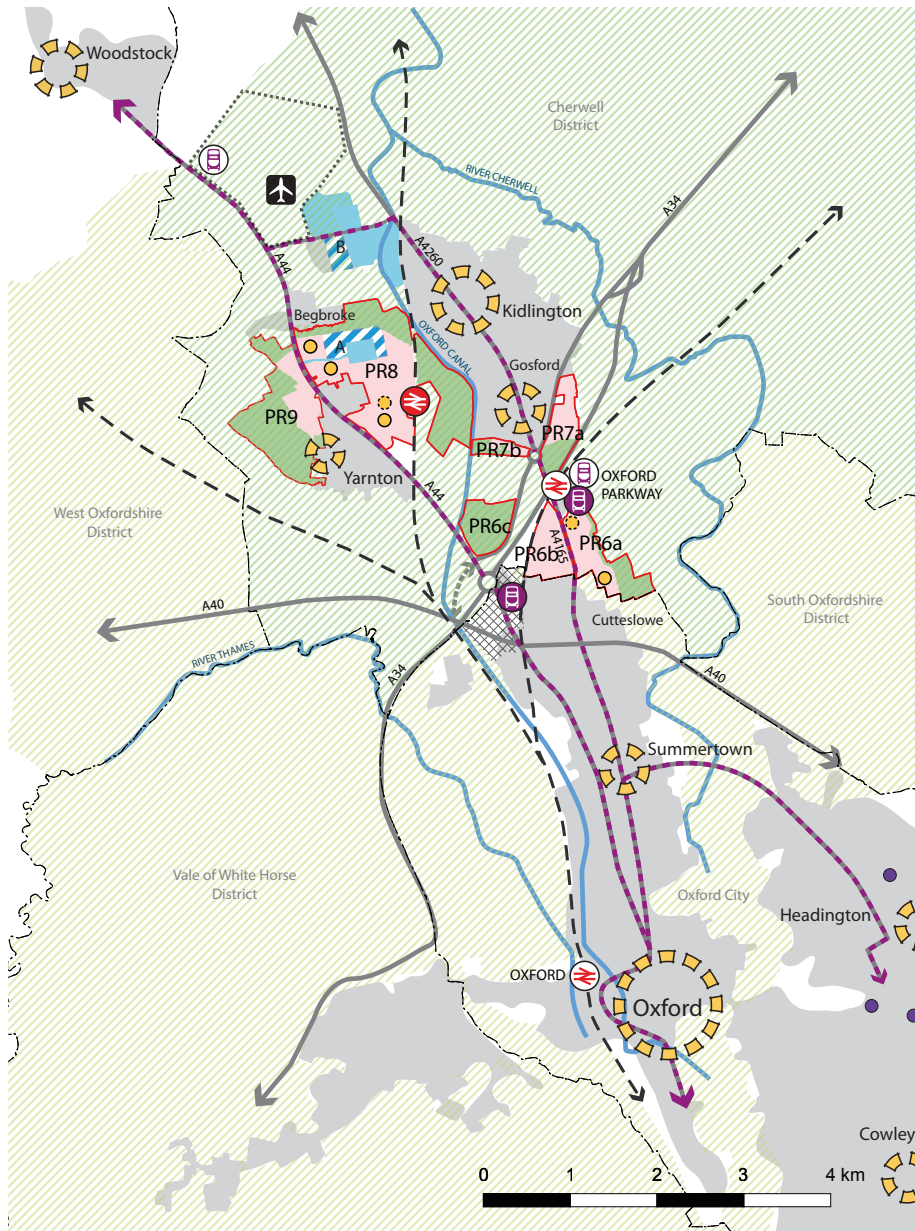 Woodstock
Cherwell
District
RIVER CHERWELL
A34
A44
B
A4260
Kidlington
Begbroke
OXFORD CANAL
A
PR8
Gosford
PR9
PR7a
PR7b
Yarnton
A44
OXFORD
PARKWAY
West Oxfordshire
District
PR6c
PR6b
A4165
PR6a
A40
South Oxfordshire
District
Cutteslowe
RIVER THAMES
A34
A40
Summertown
Vale of White Horse
District
Oxford City
Headington
OXFORD
Oxford
Cowley
0 1 2 3 4 km